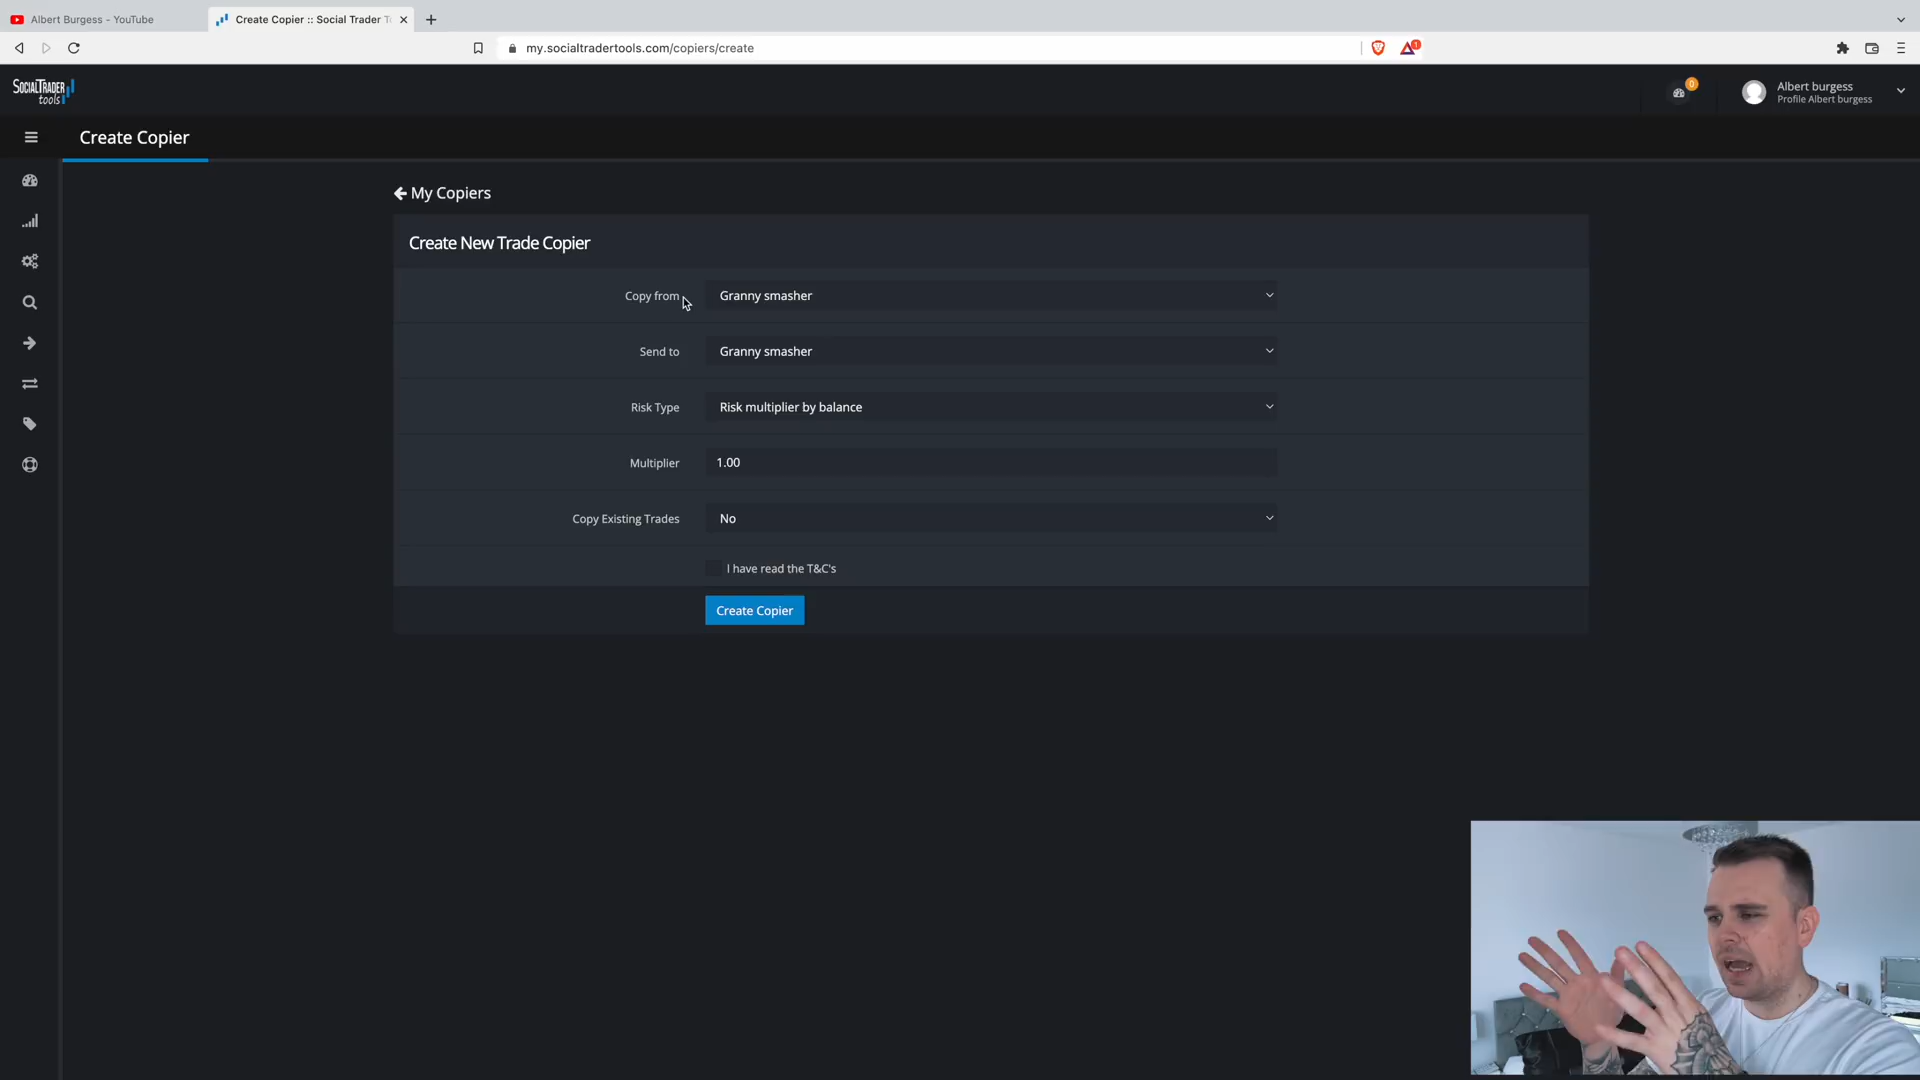 Albert Burgess - YouTube
Create Copier :: Social Trader T
my.socialtradertools.com/copiers/create
1
SOCIALTRADER
tools
0
Albert burgess
Profile Albert burgess
Create Copier
My Copiers
Create New Trade Copier
Copy from
Granny smasher
Send to
Granny smasher
Risk Type
Risk multiplier by balance
Multiplier
1.00
Copy Existing Trades
No
I have read the T&C's
Create Copier